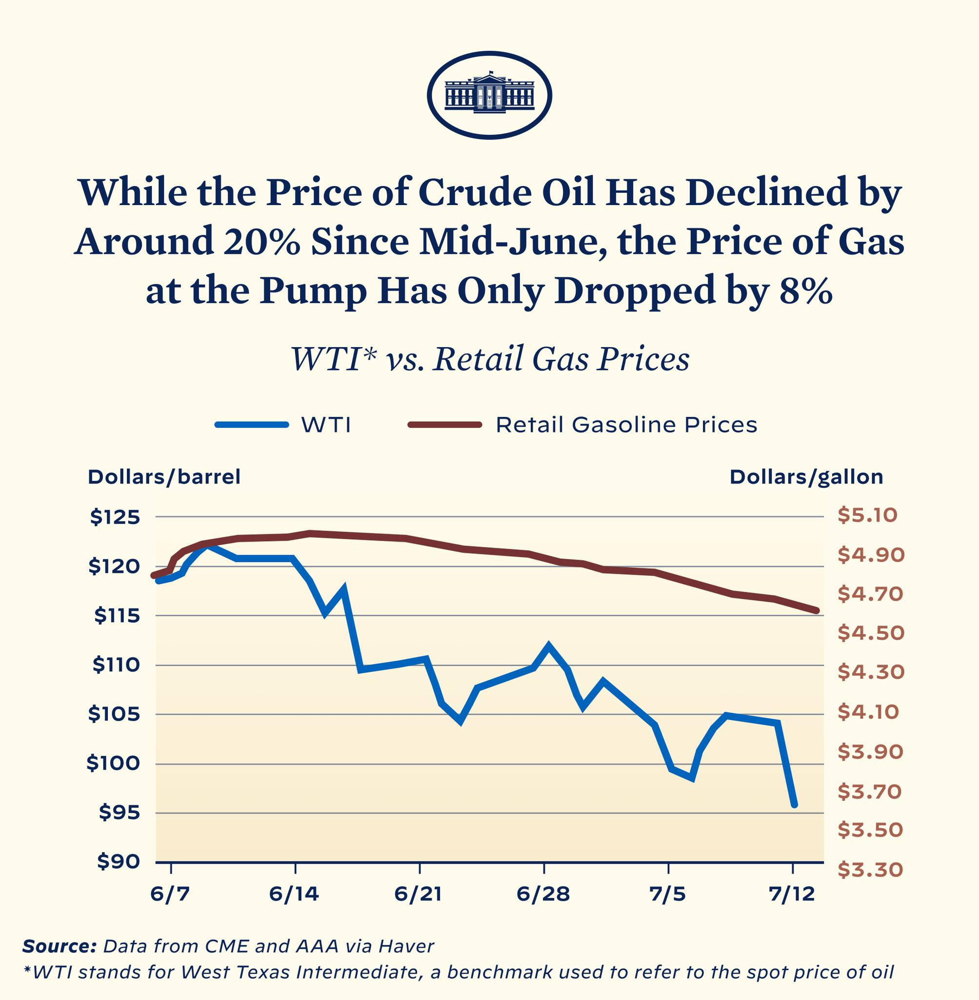 While the Price of Crude Oil Has Declined by
Around 20% Since Mid-June, the Price of Gas
at the Pump Has Only Dropped by 8%
WTI* vs. Retail Gas Prices
WTI
Retail Gasoline Prices
Dollars/barrel
Dollars/gallon
$125
$120
$115
$110
$105
$100
$95
$90
$5.10
$4.90
$4.70
$4.50
$4.30
$4.10
$3.90
$3.70
$3.50
$3.30
6/7 6/14 6/21 6/28 7/5 7/12
Source: Data from CME and AAA via Haver
*WTI stands for West Texas Intermediate, a benchmark used to refer to the spot price of oil